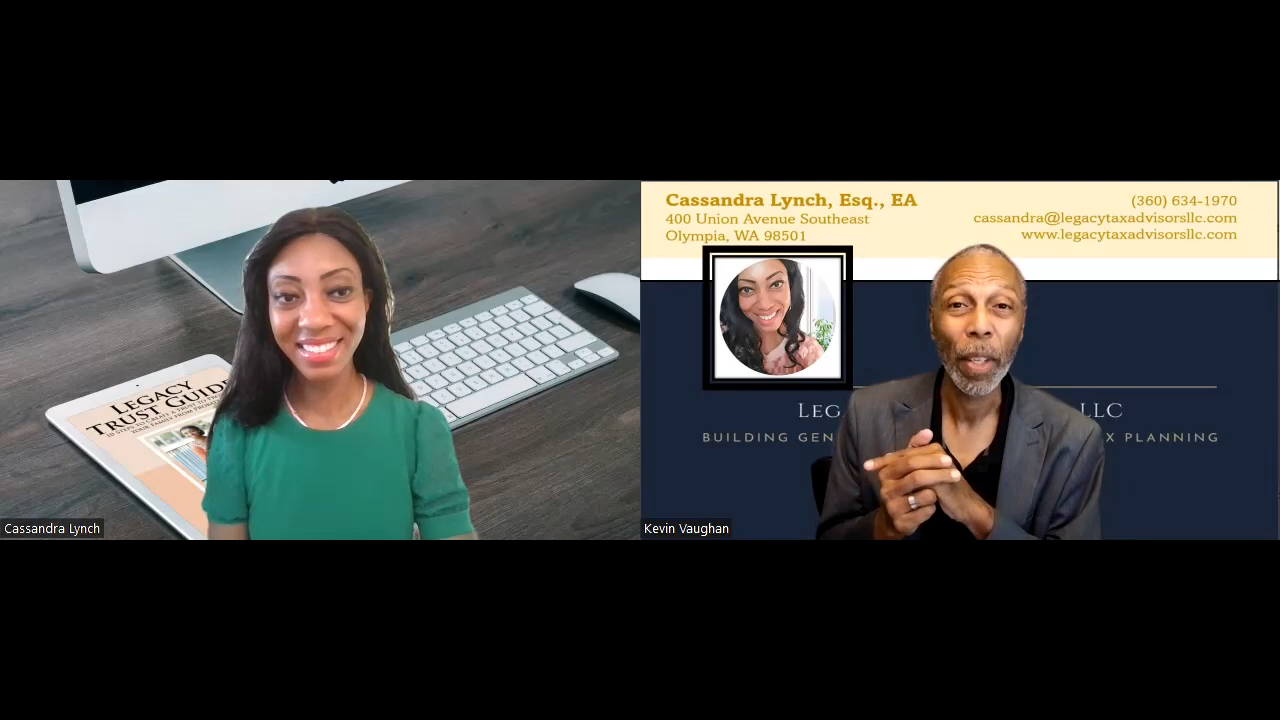 LEGACY
TRUST GUIDE
Cassandra Lynch
Cassandra Lynch, Esq., EA
400 Union Avenue Southeast
Olympia, WA 98501
(360) 634-1970
cassandra@legacytaxadvisorsllc.com
www.legacytaxadvisorsllc.com
LEG LLC
BUILDING GEN X PLANNING
Kevin Vaughan